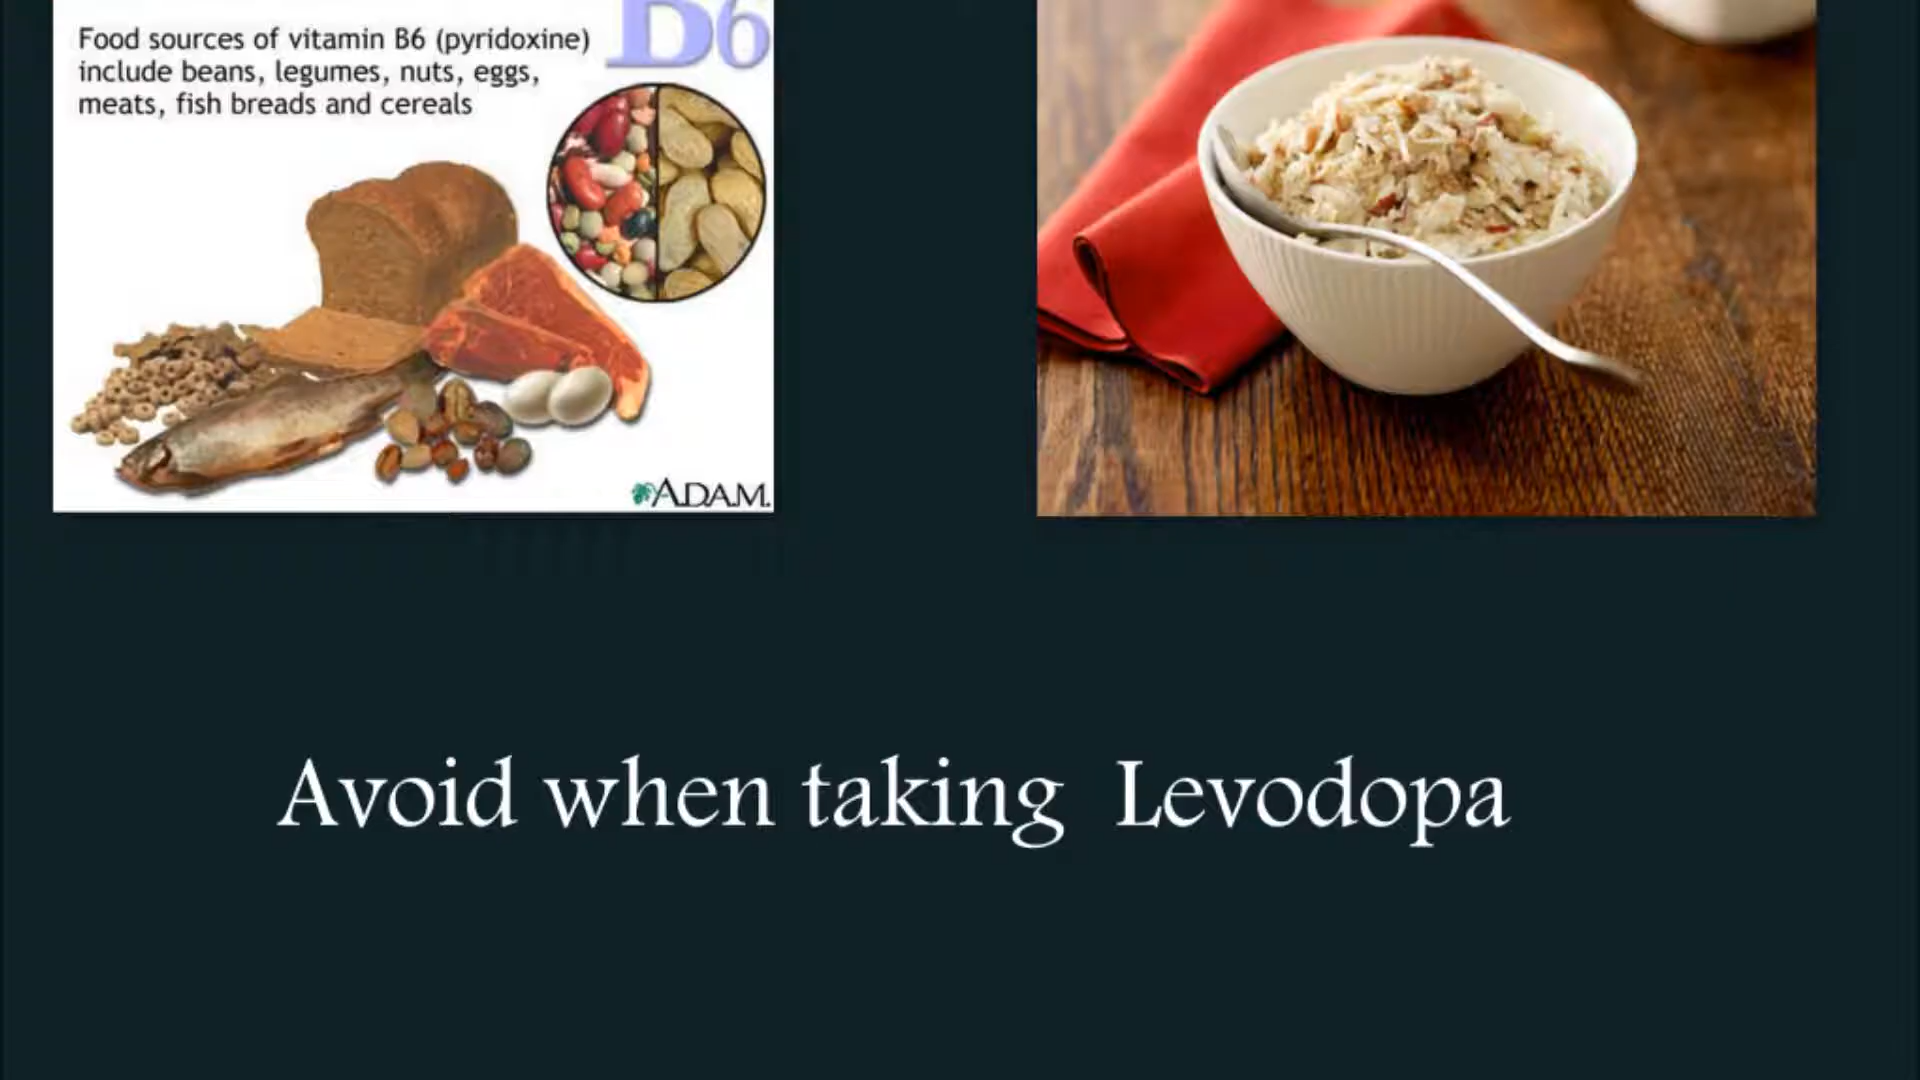 B6
Food sources of vitamin B6 (pyridoxine)
include beans, legumes, nuts, eggs,
meats, fish breads and cereals
A.D.A.M.
Avoid when taking Levodopa